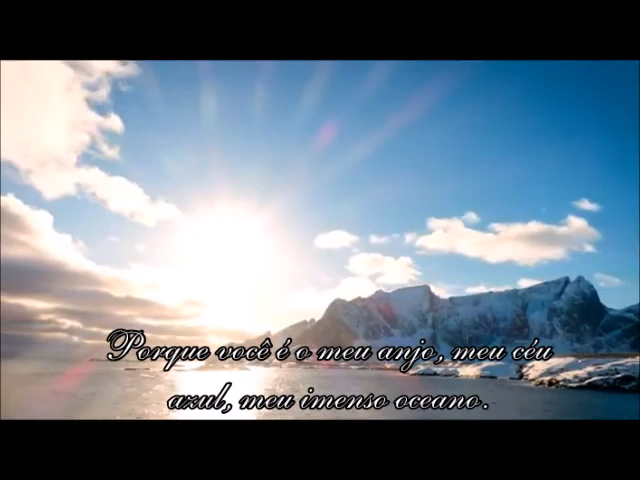 Porque você é o meu anjo, meu céu
azul, meu imenso oceano.